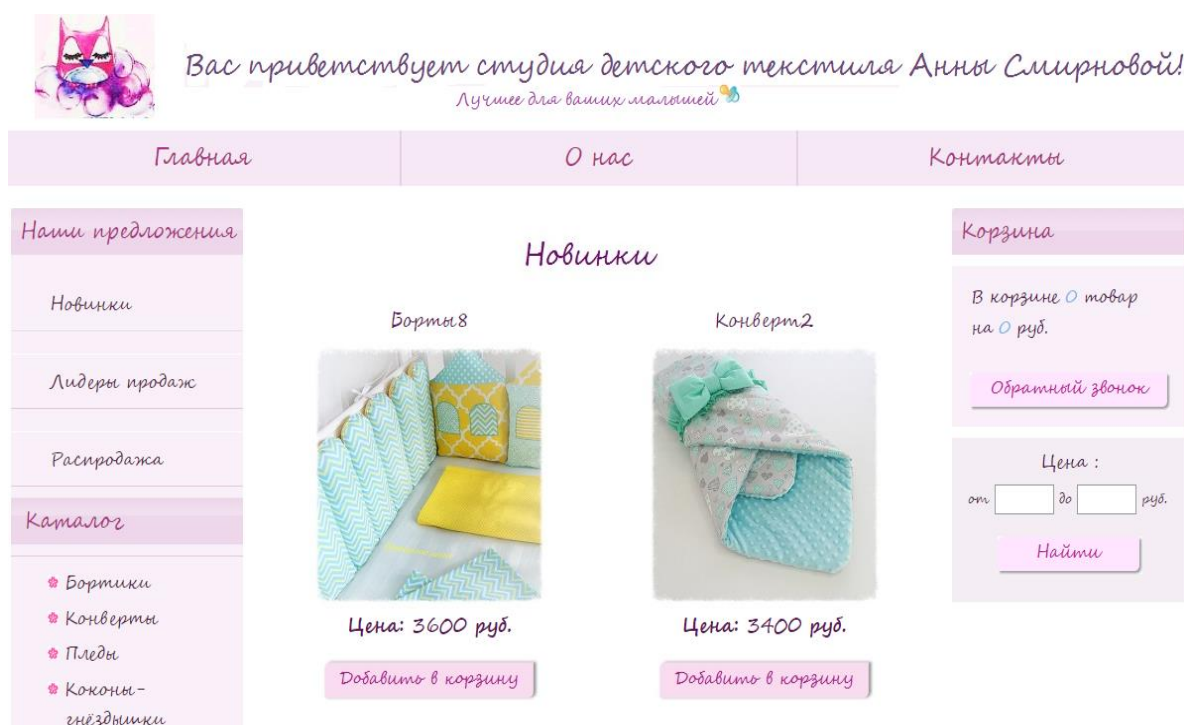 Вас приветствует студия детского текстиля Анны Смирновой!
Лучшее для ваших малышей
Главная
О нас
Контакты
Наши предложения
Новинки
Лидеры продаж
Распродажа
Каталог
Бортики
Конверты
Пледы
Коконы-
гнёздышки
Новинки
Борты8
Цена: 3600 руб.
Добавить в корзину
Конверт2
Цена: 3400 руб.
Добавить в корзину
Корзина
В корзине 0 товар
на 0 руб.
Обратный звонок
Цена :
от до руб.
Найти